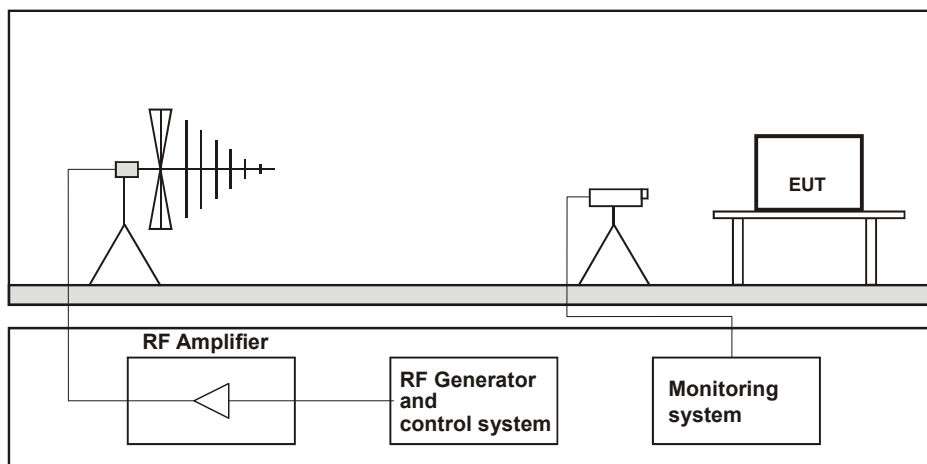 EUT
RF Amplifier
RF Generator
and
control system
Monitoring
system